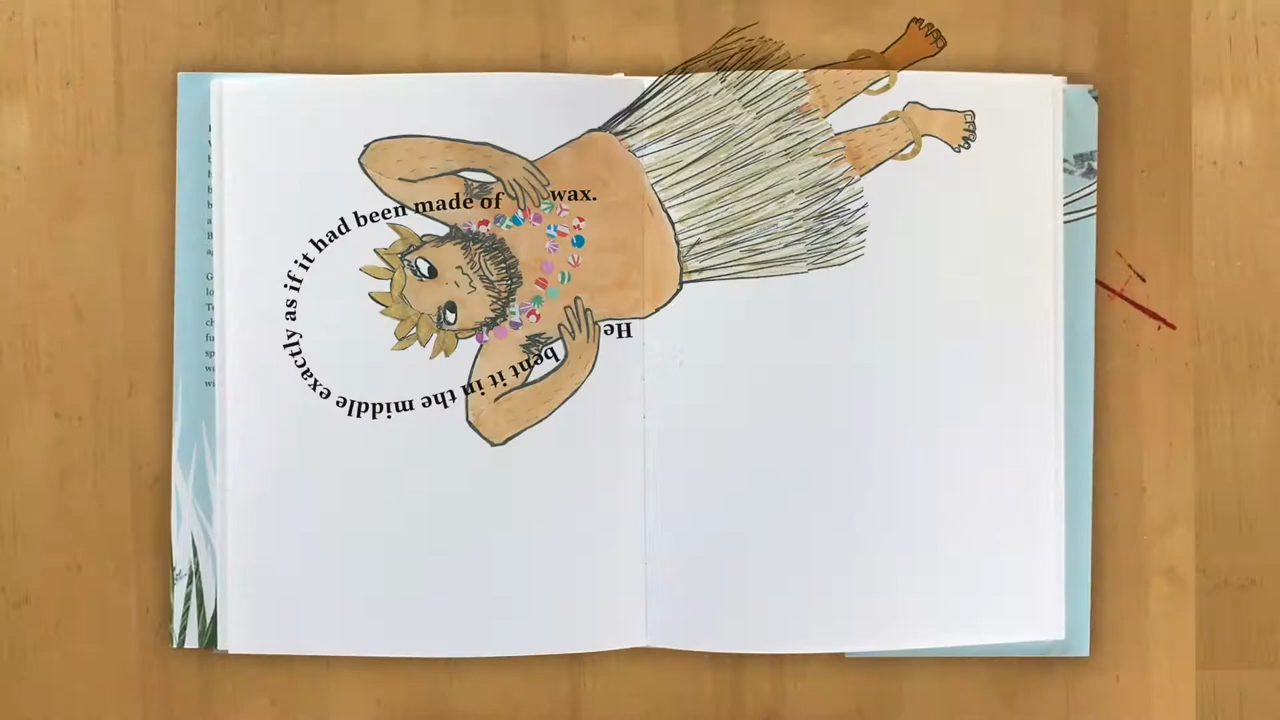 He bent it in the middle exactly as if it had been made of wax.